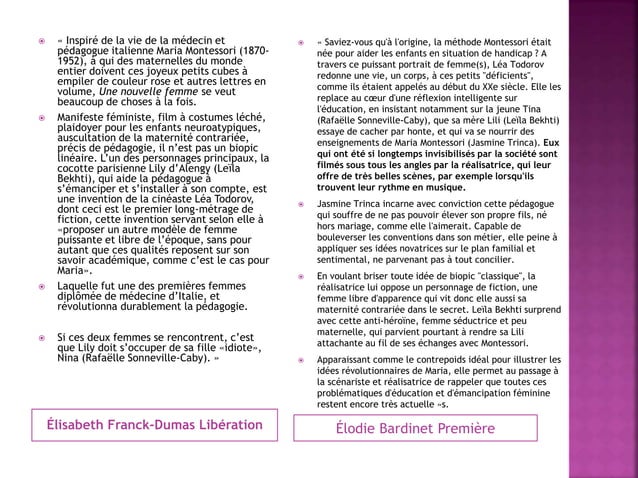 « Inspiré de la vie de la médecin et
pédagogue italienne Maria Montessori (1870-
1952), à qui des maternelles du monde
entier doivent ces joyeux petits cubes à
empiler de couleur rose et autres lettres en
volume, Une nouvelle femme se veut
beaucoup de choses à la fois.
Manifeste féministe, film à costumes léché,
plaidoyer pour les enfants neuroatypiques,
auscultation de la maternité contrariée,
précis de pédagogie, il n’est pas un biopic
linéaire. L’un des personnages principaux, la
cocotte parisienne Lily d’Alengy (Leïla
Bekhti), qui aide la pédagogue à
s’émanciper et s’installer à son compte, est
une invention de la cinéaste Léa Todorov,
dont ceci est le premier long-métrage de
fiction, cette invention servant selon elle à
«proposer un autre modèle de femme
puissante et libre de l’époque, sans pour
autant que ces qualités reposent sur son
savoir académique, comme c’est le cas pour
Maria».
Laquelle fut une des premières femmes
diplômée de médecine d’Italie, et
révolutionna durablement la pédagogie.
Si ces deux femmes se rencontrent, c’est
que Lily doit s’occuper de sa fille «idiote»,
Nina (Rafaëlle Sonneville-Caby). »
Élisabeth Franck-Dumas Libération
« Saviez-vous qu'à l'origine, la méthode Montessori était
née pour aider les enfants en situation de handicap ? A
travers ce puissant portrait de femme(s), Léa Todorov
redonne une vie, un corps, à ces petits "déficients",
comme ils étaient appelés au début du XXe siècle. Elle les
replace au cœur d'une réflexion intelligente sur
l'éducation, en insistant notamment sur la jeune Tina
(Rafaëlle Sonneville-Caby), que sa mère Lili (Leïla Bekhti)
essaye de cacher par honte, et qui va se nourrir des
enseignements de Maria Montessori (Jasmine Trinca). Eux
qui ont été si longtemps invisibilisés par la société sont
filmés sous tous les angles par la réalisatrice, qui leur
offre de très belles scènes, par exemple lorsqu'ils
trouvent leur rythme en musique.
Jasmine Trinca incarne avec conviction cette pédagogue
qui souffre de ne pas pouvoir élever son propre fils, né
hors mariage, comme elle l'aimerait. Capable de
bouleverser les conventions dans son métier, elle peine à
appliquer ses idées novatrices sur le plan familial et
sentimental, ne parvenant pas à tout concilier.
En voulant briser toute idée de biopic "classique", la
réalisatrice lui oppose un personnage de fiction, une
femme libre d'apparence qui vit donc elle aussi sa
maternité contrariée dans le secret. Leïla Bekhti surprend
avec cette anti-héroïne, femme séductrice et peu
maternelle, qui parvient pourtant à rendre sa Lili
attachante au fil de ses échanges avec Montessori.
Apparaissant comme le contrepoids idéal pour illustrer les
idées révolutionnaires de Maria, elle permet au passage à
la scénariste et réalisatrice de rappeler que toutes ces
problématiques d'éducation et d'émancipation féminine
restent encore très actuelle »s.
Élodie Bardinet Première